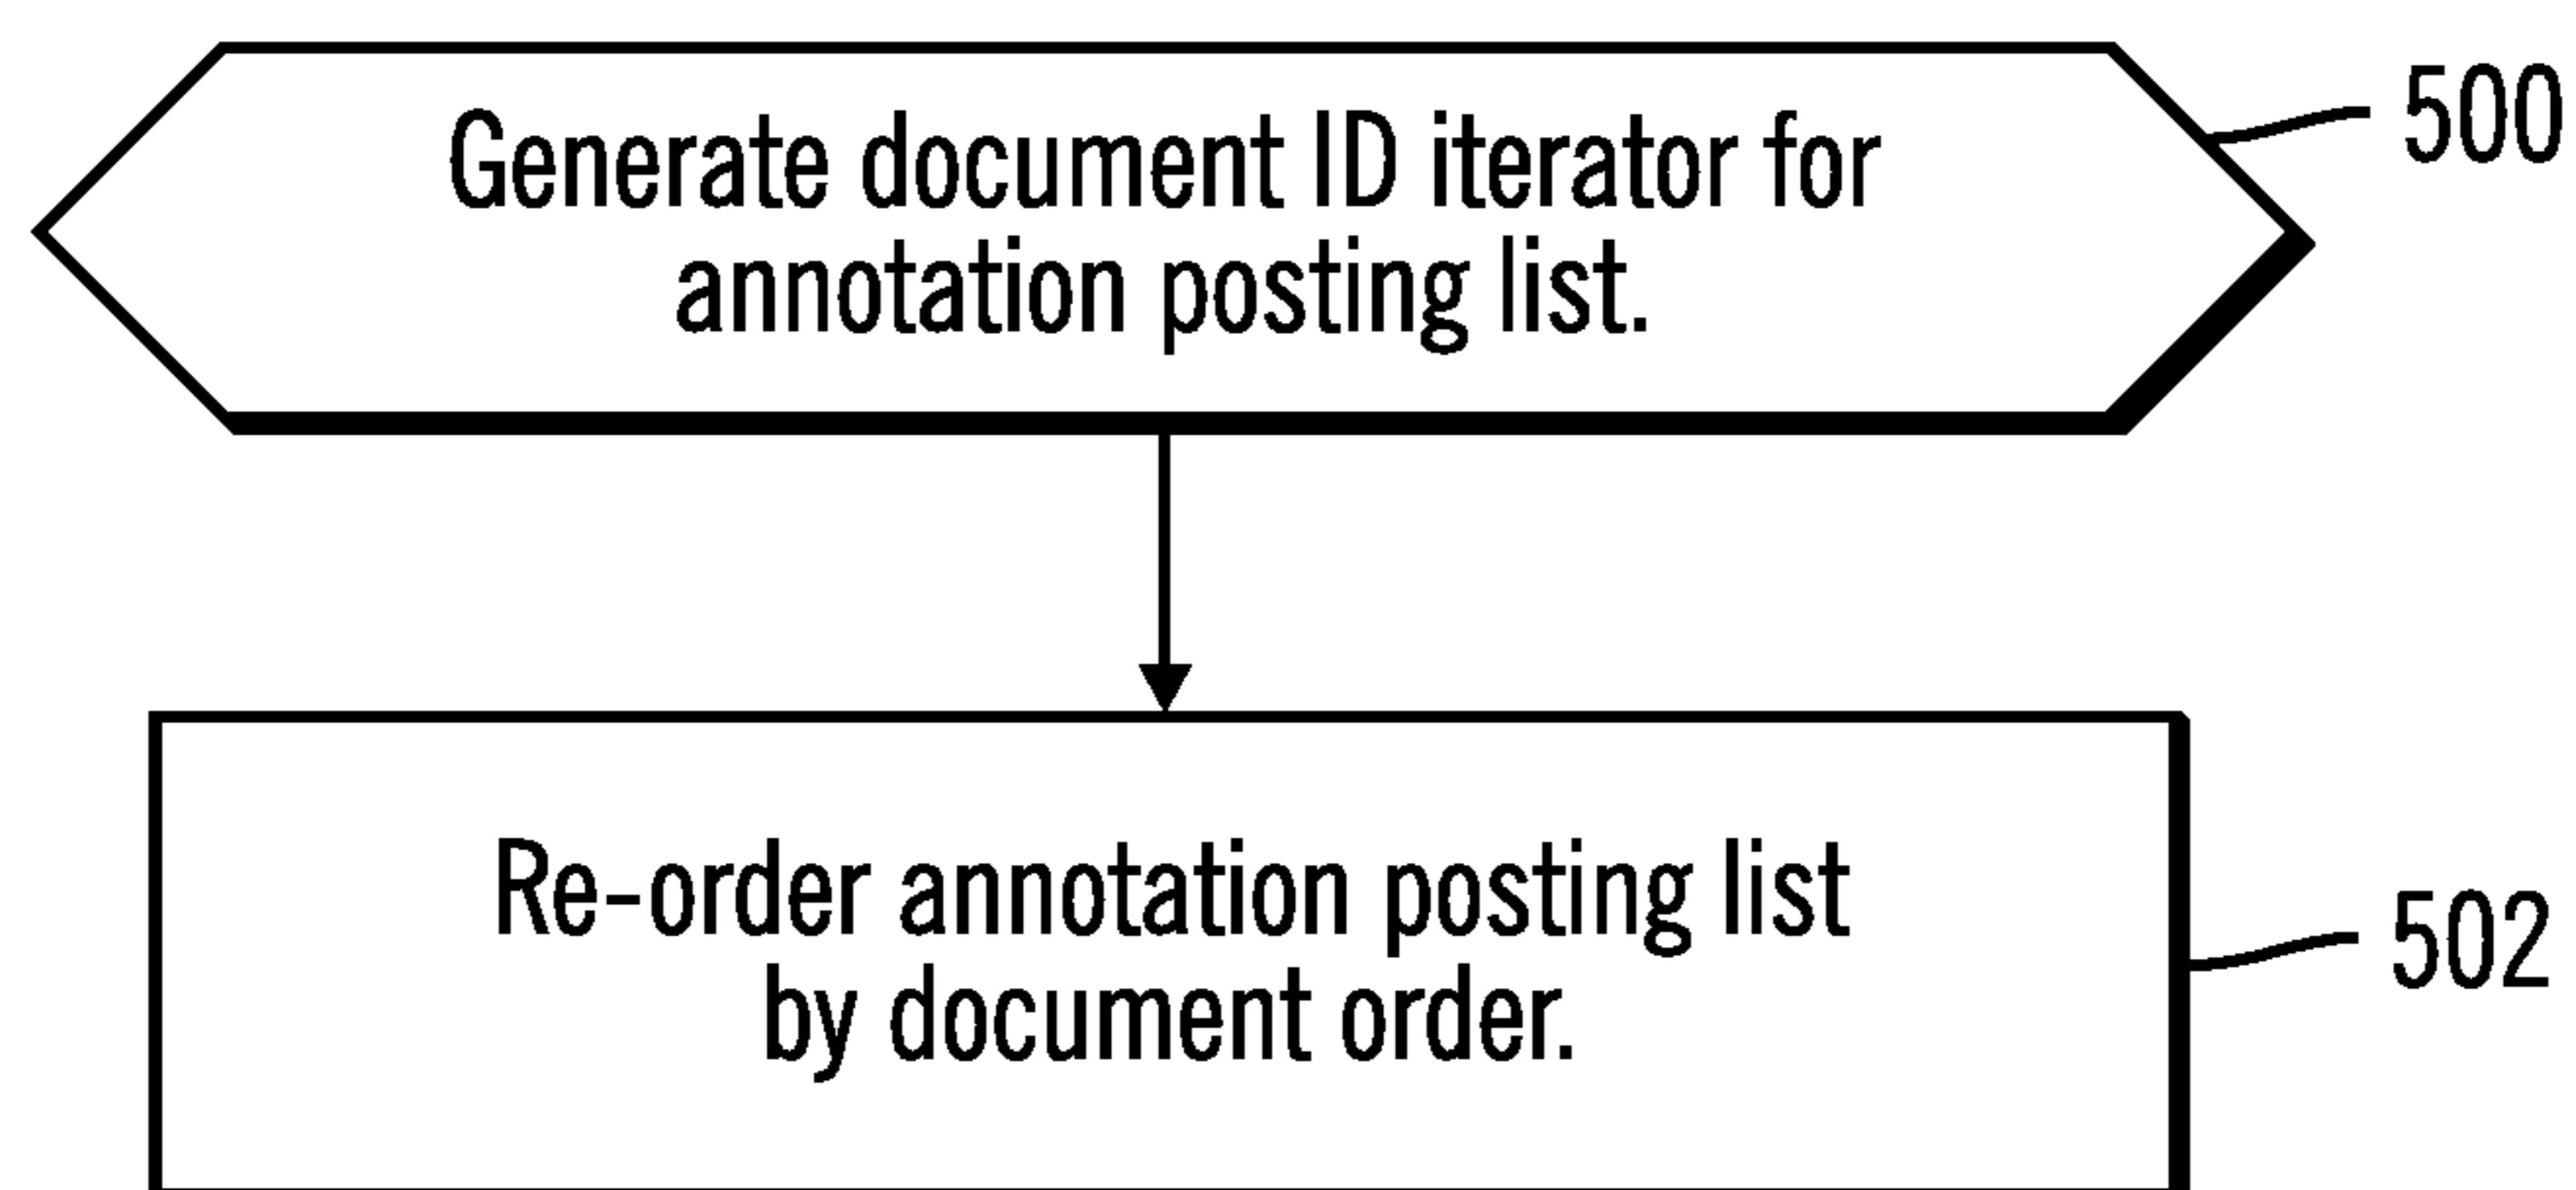 Generate document ID iterator for
annotation posting list.
500
Re-order annotation posting list
by document order.
502